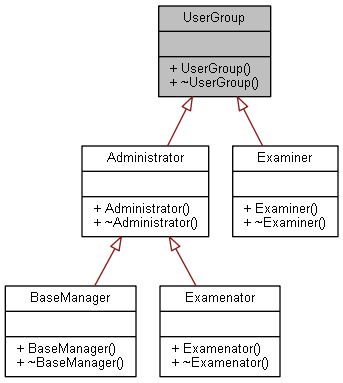 UserGroup
+ UserGroup()
+ ~UserGroup()
Administrator
+ Administrator()
+ ~Administrator()
Examiner
+ Examiner()
+ ~Examiner()
BaseManager
+ BaseManager()
+ ~BaseManager()
Examenator
+ Examenator()
+ ~Examenator()